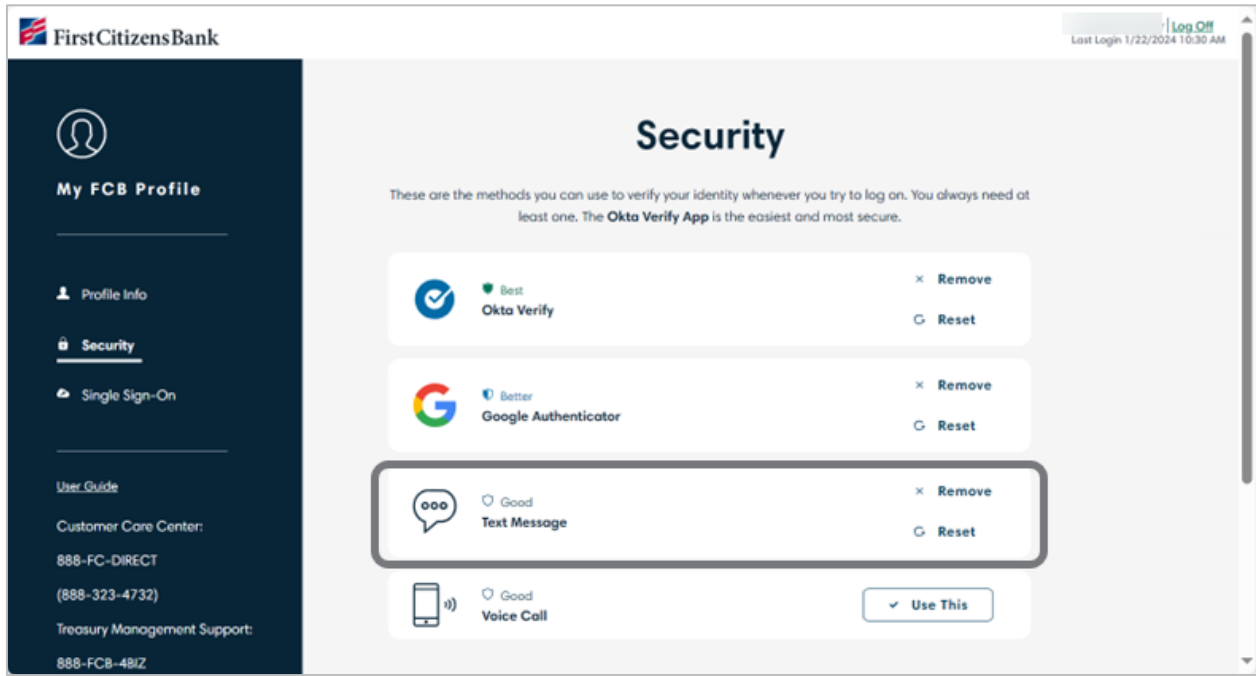 First Citizens Bank
Log Off
Last Login 1/22/2024 10:30 AM
My FCB Profile
Profile Info
Security
Single Sign-On
User Guide
Customer Care Center:
888-FC-DIRECT
(888-323-4732)
Treasury Management Support:
888-FCB-4BIZ
Security
These are the methods you can use to verify your identity whenever you try to log on. You always need at
least one. The Okta Verify App is the easiest and most secure.
Best
Okta Verify
Remove
Reset
Better
Google Authenticator
Remove
Reset
Good
Text Message
Remove
Reset
Good
Voice Call
Use This